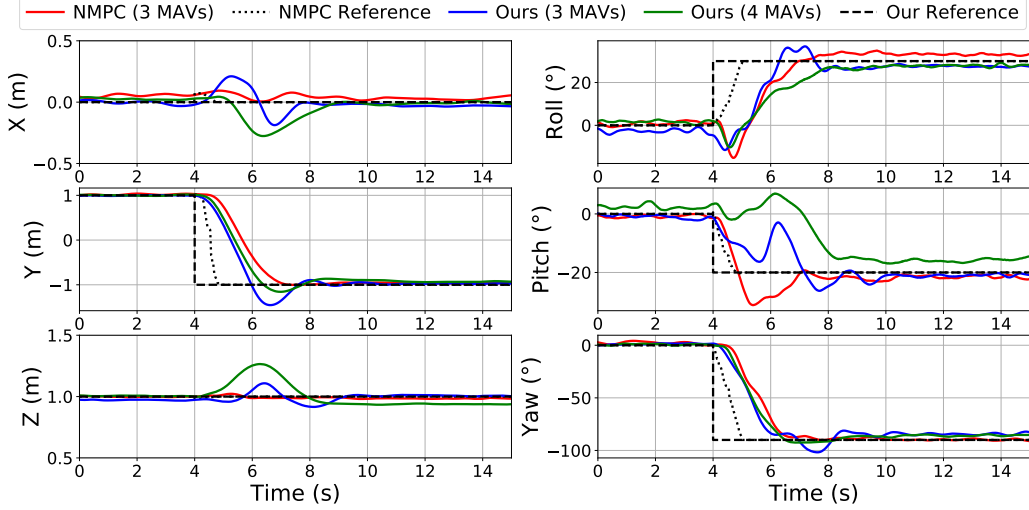 NMPC (3 MAVs) NMPC Reference Ours (3 MAVs) Ours (4 MAVs) Our Reference
X (m)
0.5
0.0
−0.5
0 2 4 6 8 10 12 14
Roll (°)
20
0
0 2 4 6 8 10 12 14
Y (m)
1
0
−1
0 2 4 6 8 10 12 14
Pitch (°)
0
−20
0 2 4 6 8 10 12 14
Z (m)
1.5
1.0
0.5
0 2 4 6 8 10 12 14
Time (s)
Yaw (°)
0
−50
−100
0 2 4 6 8 10 12 14
Time (s)